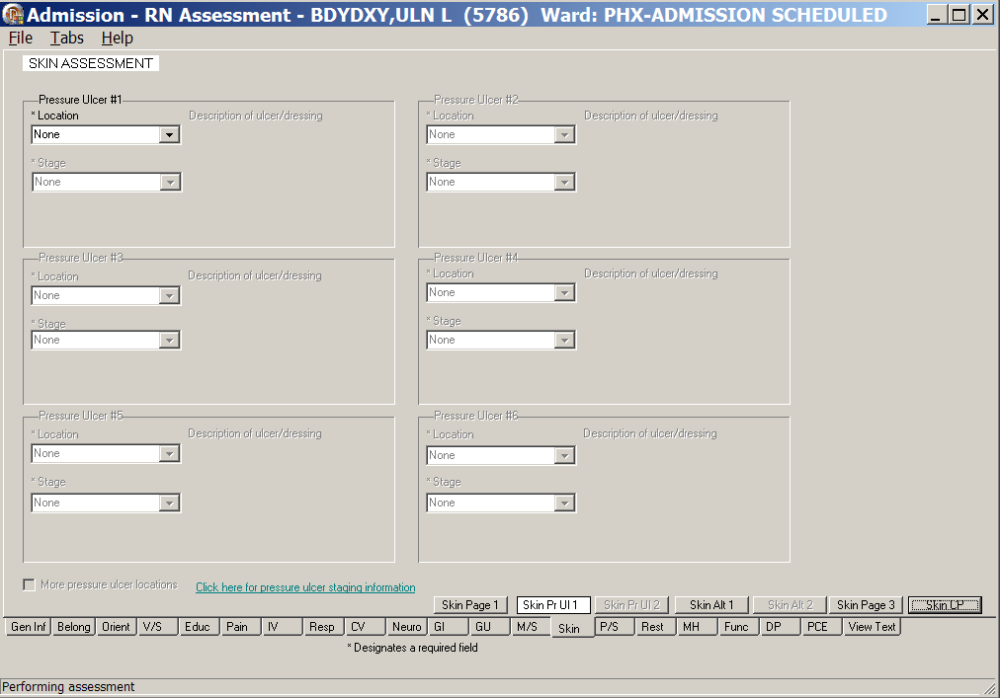 Admission - RN Assessment - BDYDXY,ULN L (5786) Ward: PHX-ADMISSION SCHEDULED
File Tabs Help
SKIN ASSESSMENT
Pressure Ulcer #1
* Location Description of ulcer/dressing
None
* Stage
None
Pressure Ulcer #2
* Location Description of ulcer/dressing
None
* Stage
None
Pressure Ulcer #3
* Location Description of ulcer/dressing
None
* Stage
None
Pressure Ulcer #4
* Location Description of ulcer/dressing
None
* Stage
None
Pressure Ulcer #5
* Location Description of ulcer/dressing
None
* Stage
None
Pressure Ulcer #6
* Location Description of ulcer/dressing
None
* Stage
None
More pressure ulcer locations Click here for pressure ulcer staging information
Skin Page 1 Skin Pr Ul 1 Skin Pr Ul 2 Skin Alt 1 Skin Alt 2 Skin Page 3 Skin CP
Gen Inf Belong Orient V/S Educ Pain IV Resp CV Neuro GI GU M/S Skin P/S Rest MH Func DP PCE View Text
* Designates a required field
Performing assessment